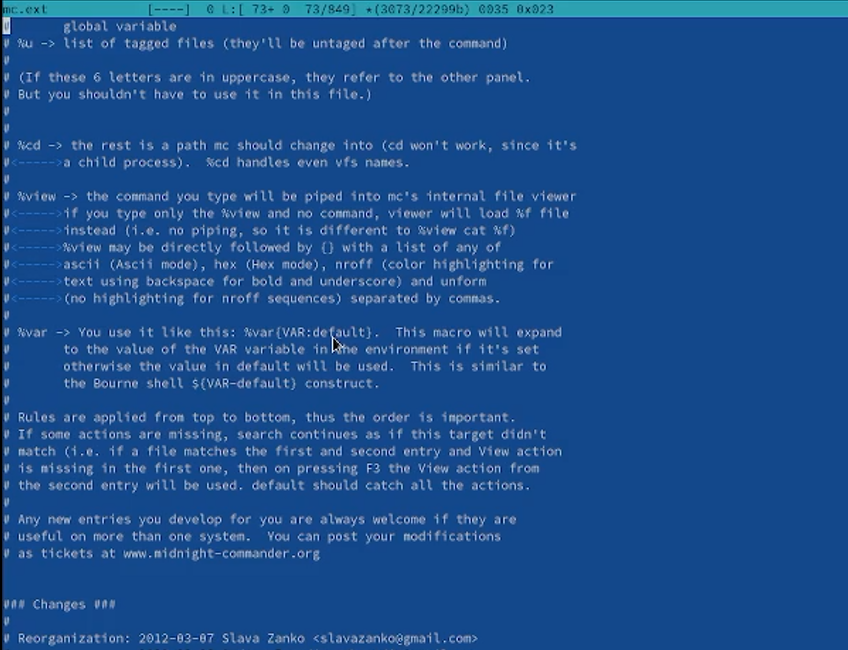 mc.ext [----] 0 L:[ 73+ 0 73/849] *(3073/22299b) 0035 0x023
# global variable
# %u -> list of tagged files (they'll be untaged after the command)
#
# (If these 6 letters are in uppercase, they refer to the other panel.
# But you shouldn't have to use it in this file.)
#
#
# %cd -> the rest is a path mc should change into (cd won't work, since it's
#<----->a child process). %cd handles even vfs names.
#
# %view -> the command you type will be piped into mc's internal file viewer
#<----->if you type only the %view and no command, viewer will load %f file
#<----->instead (i.e. no piping, so it is different to %view cat %f)
#<----->%view may be directly followed by {} with a list of any of
#<----->ascii (Ascii mode), hex (Hex mode), nroff (color highlighting for
#<----->text using backspace for bold and underscore) and unform
#<----->(no highlighting for nroff sequences) separated by commas.
#
# %var -> You use it like this: %var{VAR:default}. This macro will expand
# to the value of the VAR variable in the environment if it's set
# otherwise the value in default will be used. This is similar to
# the Bourne shell ${VAR-default} construct.
#
# Rules are applied from top to bottom, thus the order is important.
# If some actions are missing, search continues as if this target didn't
# match (i.e. if a file matches the first and second entry and View action
# is missing in the first one, then on pressing F3 the View action from
# the second entry will be used. default should catch all the actions.
#
# Any new entries you develop for you are always welcome if they are
# useful on more than one system. You can post your modifications
# as tickets at www.midnight-commander.org


### Changes ###
#
# Reorganization: 2012-03-07 Slava Zanko <slavazanko@gmail.com>